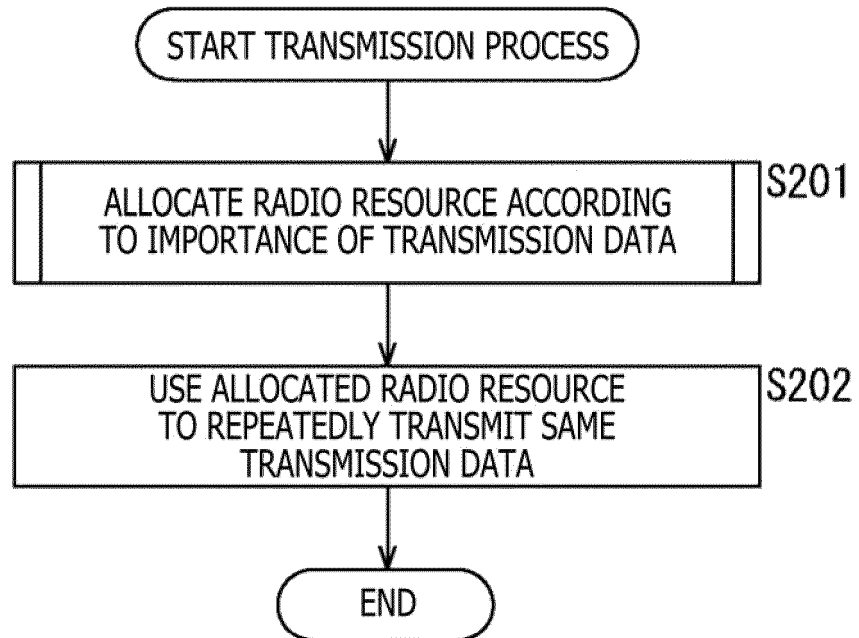 START TRANSMISSION PROCESS
S201
ALLOCATE RADIO RESOURCE ACCORDING
TO IMPORTANCE OF TRANSMISSION DATA
S202
USE ALLOCATED RADIO RESOURCE
TO REPEATEDLY TRANSMIT SAME
TRANSMISSION DATA
END